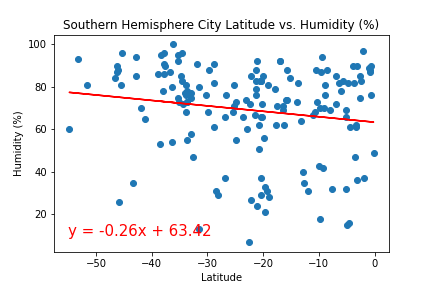 Southern Hemisphere City Latitude vs. Humidity (%)
100
80
60
40
20
Humidity (%)
y = -0.26x + 63.42
−50
−40
−30
−20
−10
0
Latitude